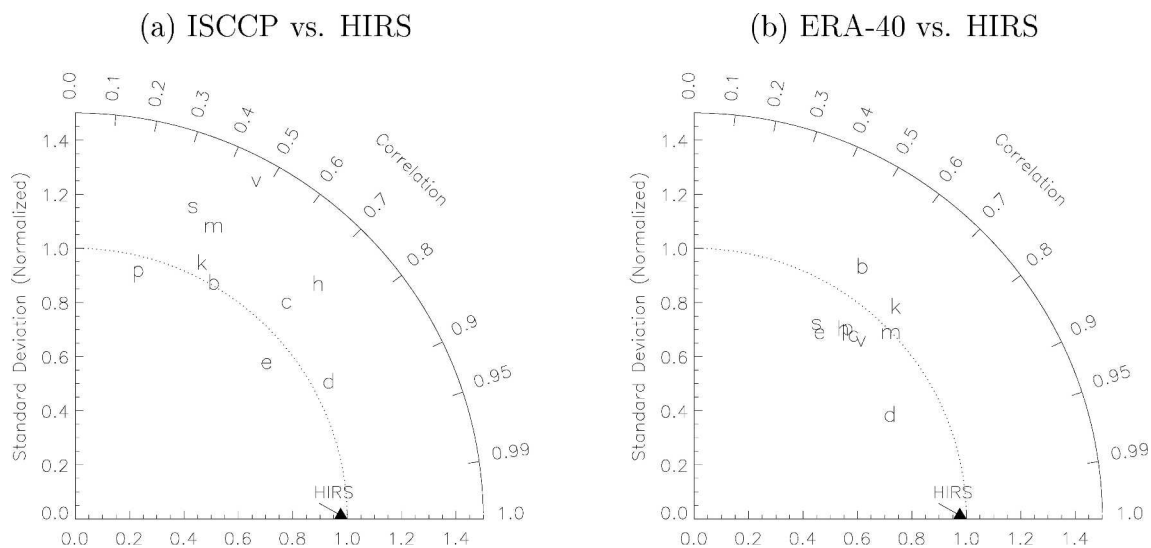 (a) ISCCP vs. HIRS
0.0
0.1
0.2
0.3
0.4
0.5
0.6
0.7
0.8
0.9
0.95
0.99
1.0
Correlation
Standard Deviation (Normalized)
1.4
1.2
1.0
0.8
0.6
0.4
0.2
0.0
v
s
m
k
p
b
h
c
e
d
HIRS
0.0 0.2 0.4 0.6 0.8 1.0 1.2 1.4
(b) ERA-40 vs. HIRS
0.0
0.1
0.2
0.3
0.4
0.5
0.6
0.7
0.8
0.9
0.95
0.99
1.0
Correlation
Standard Deviation (Normalized)
1.4
1.2
1.0
0.8
0.6
0.4
0.2
0.0
b
k
s
e
h
p
c
v
m
d
HIRS
0.0 0.2 0.4 0.6 0.8 1.0 1.2 1.4